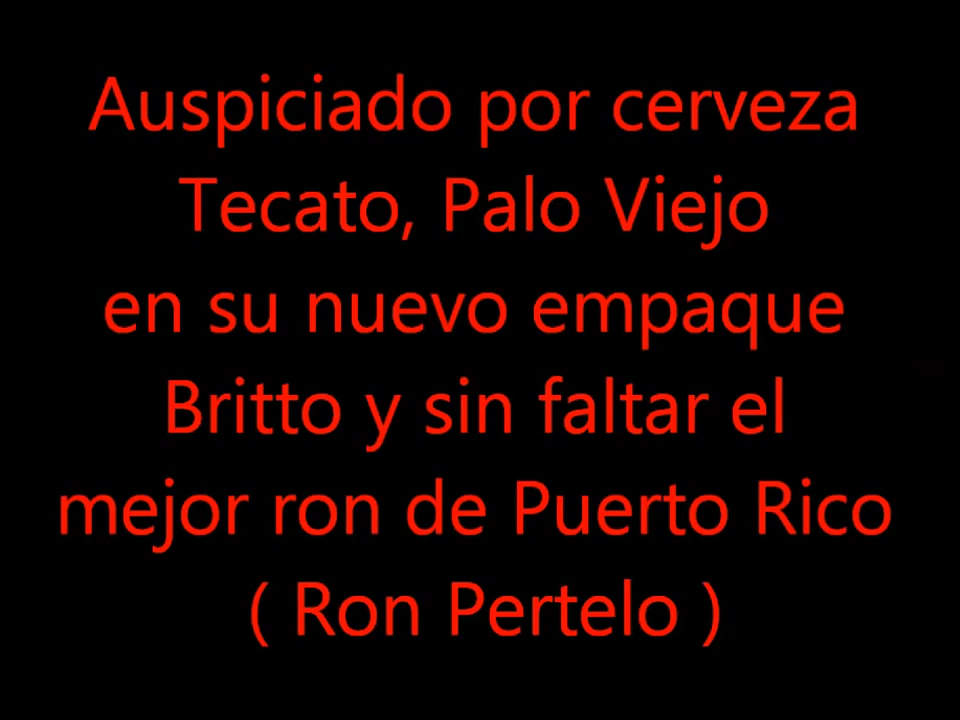 Auspiciado por cerveza
Tecato, Palo Viejo
en su nuevo empaque
Britto y sin faltar el
mejor ron de Puerto Rico
( Ron Pertelo )